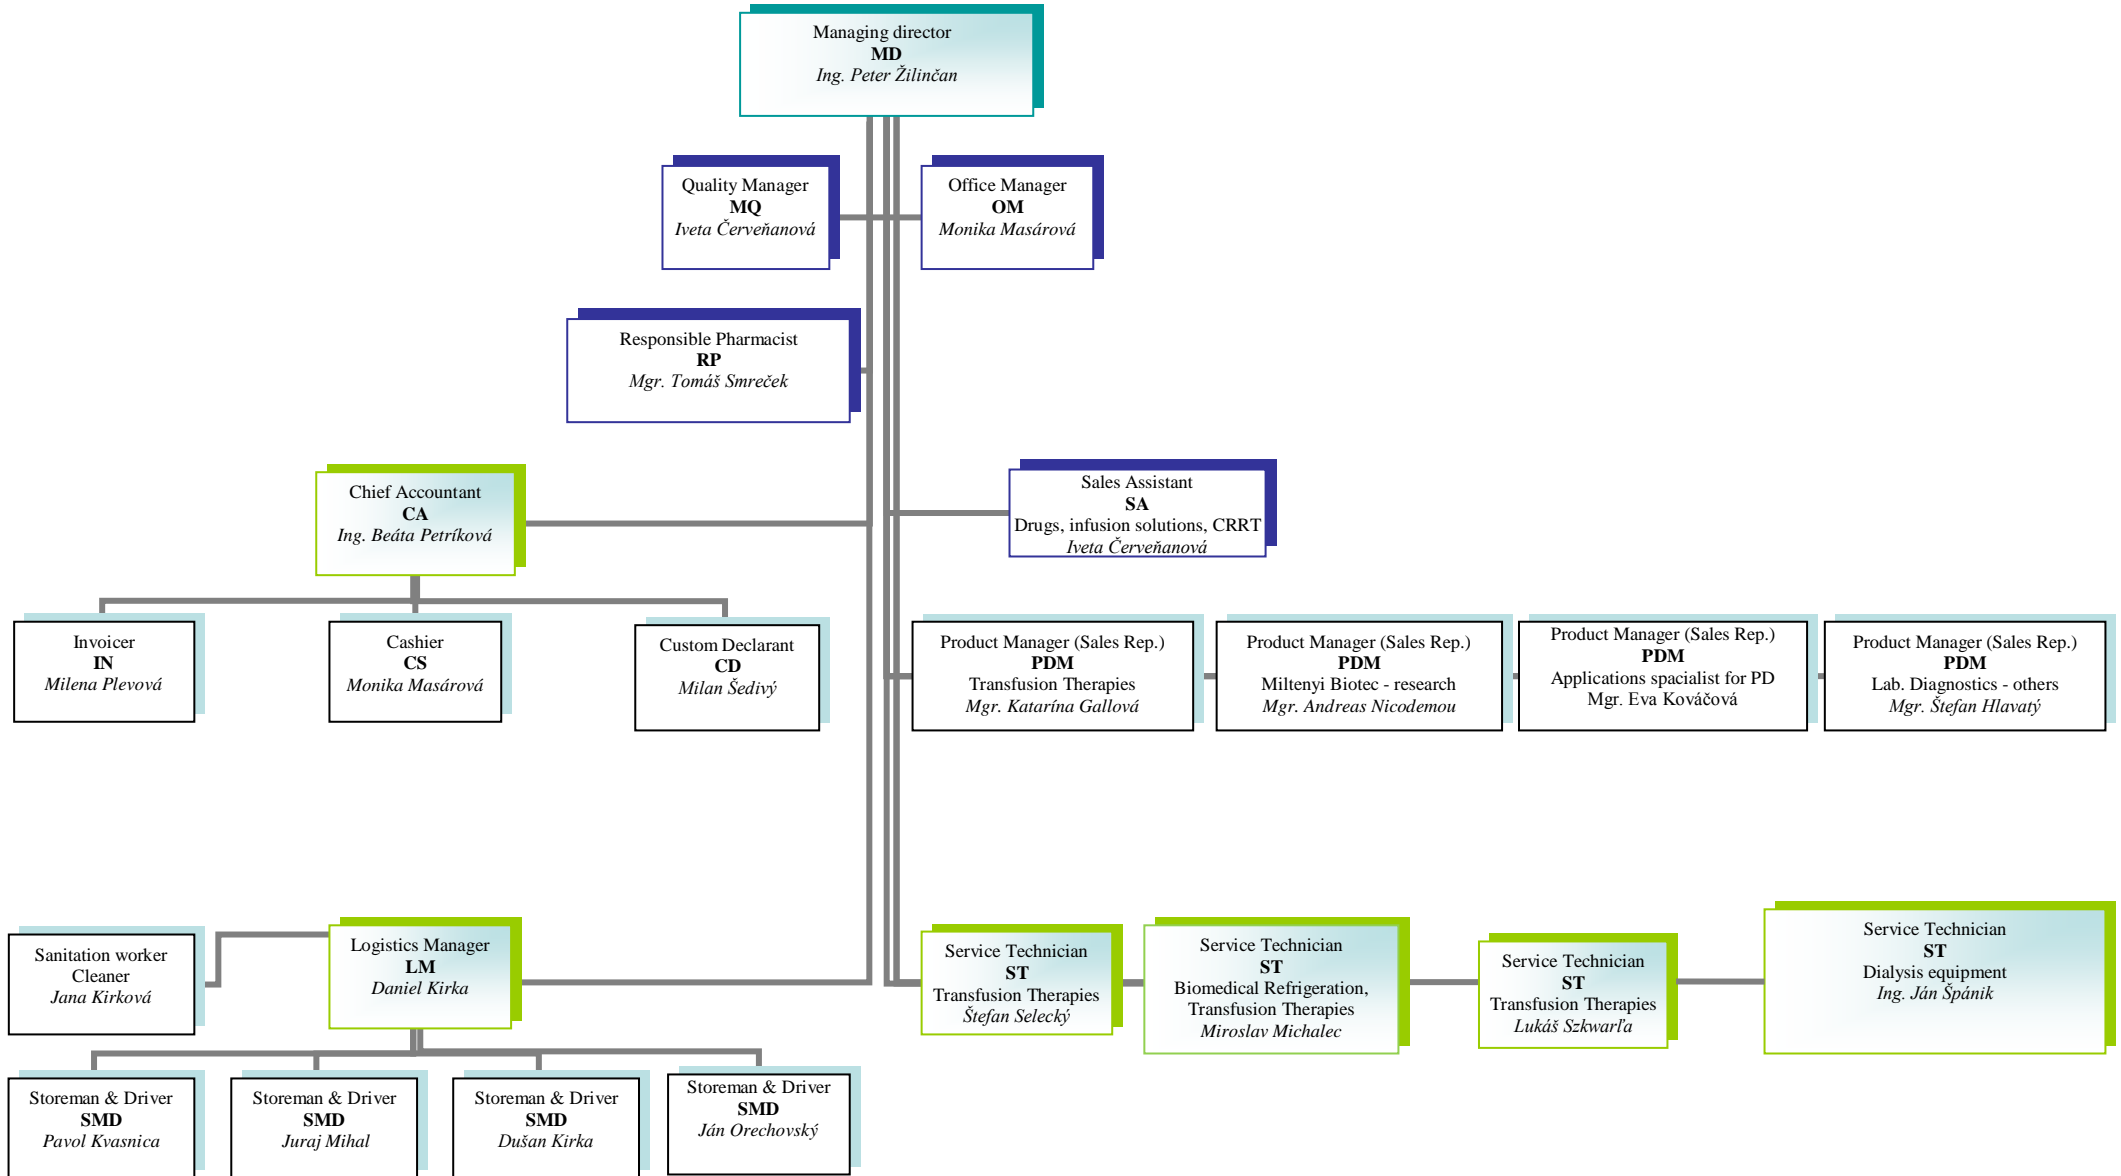 Managing director
MD
Ing. Peter Žilinčan
Quality Manager
MQ
Iveta Červeňanová
Office Manager
OM
Monika Masárová
Responsible Pharmacist
RP
Mgr. Tomáš Smreček
Chief Accountant
CA
Ing. Beáta Petríková
Sales Assistant
SA
Drugs, infusion solutions, CRRT
Iveta Červeňanová
Invoicer
IN
Milena Plevová
Cashier
CS
Monika Masárová
Custom Declarant
CD
Milan Šedivý
Product Manager (Sales Rep.)
PDM
Transfusion Therapies
Mgr. Katarína Gallová
Product Manager (Sales Rep.)
PDM
Miltenyi Biotec - research
Mgr. Andreas Nicodemou
Product Manager (Sales Rep.)
PDM
Applications spacialist for PD
Mgr. Eva Kováčová
Product Manager (Sales Rep.)
PDM
Lab. Diagnostics - others
Mgr. Štefan Hlavatý
Sanitation worker
Cleaner
Jana Kirková
Logistics Manager
LM
Daniel Kirka
Service Technician
ST
Transfusion Therapies
Štefan Selecký
Service Technician
ST
Biomedical Refrigeration,
Transfusion Therapies
Miroslav Michalec
Service Technician
ST
Transfusion Therapies
Lukáš Szkwarľa
Service Technician
ST
Dialysis equipment
Ing. Ján Špánik
Storeman & Driver
SMD
Pavol Kvasnica
Storeman & Driver
SMD
Juraj Mihal
Storeman & Driver
SMD
Dušan Kirka
Storeman & Driver
SMD
Ján Orechovský